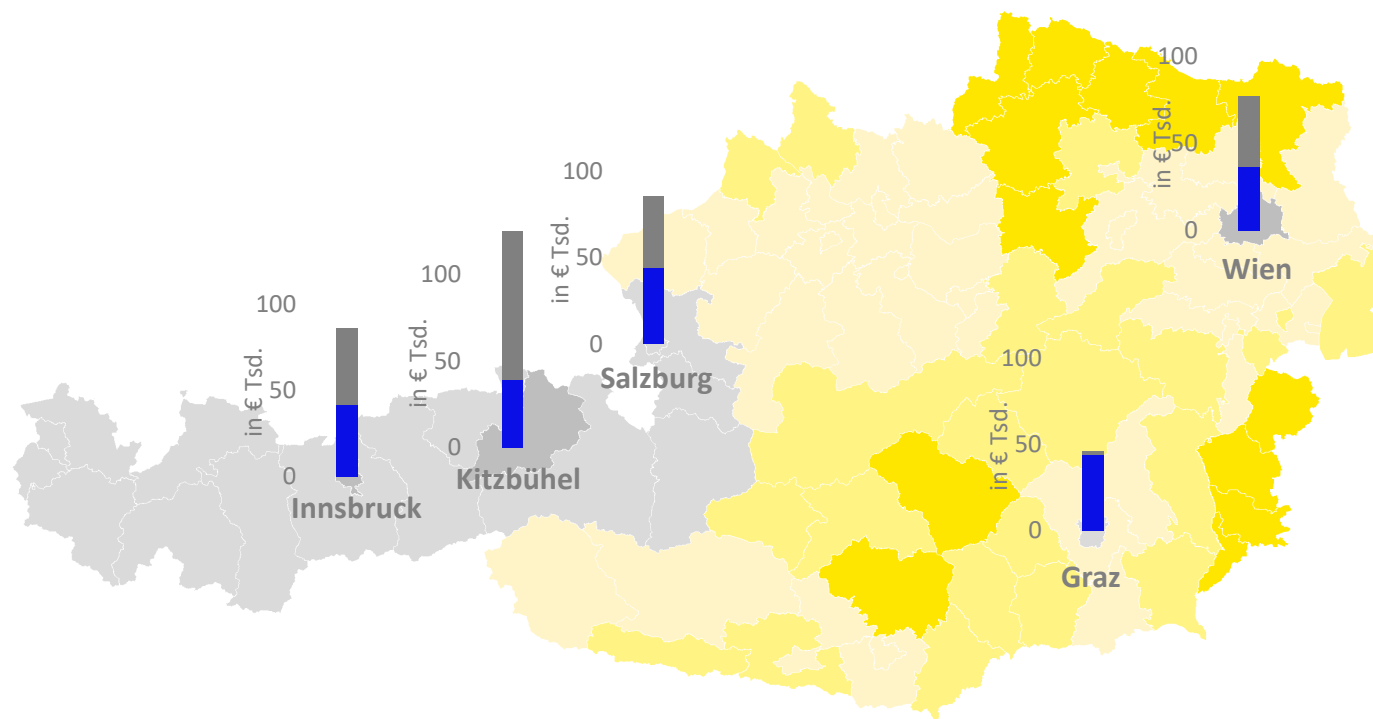 100
50
0
in € Tsd.
Wien
100
50
0
in € Tsd.
Salzburg
100
50
0
in € Tsd.
Kitzbühel
100
50
0
in € Tsd.
Innsbruck
100
50
0
in € Tsd.
Graz